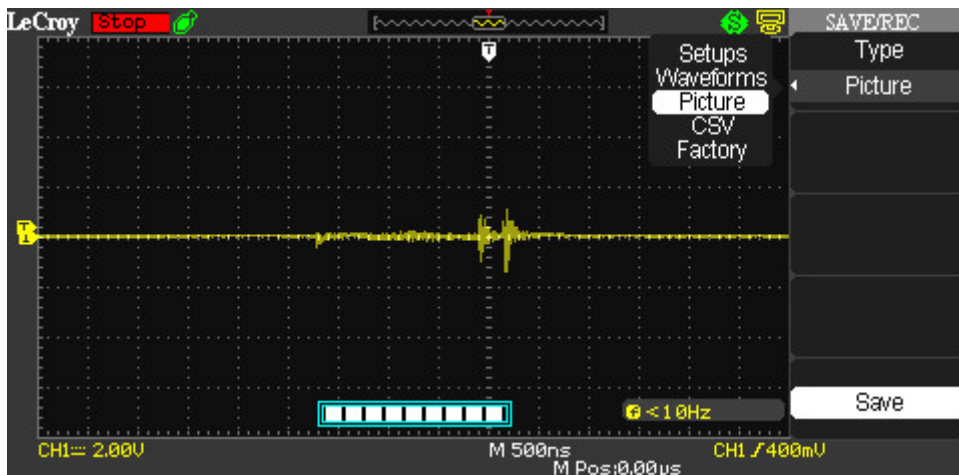 LeCroy Stop SAVE/REC
T
Type
Setups
Waveforms
Picture
CSV
Factory
Picture
T
1
f <10Hz
Save
CH1 2.00V M 500ns CH1 400mV
M Pos:0.00µs